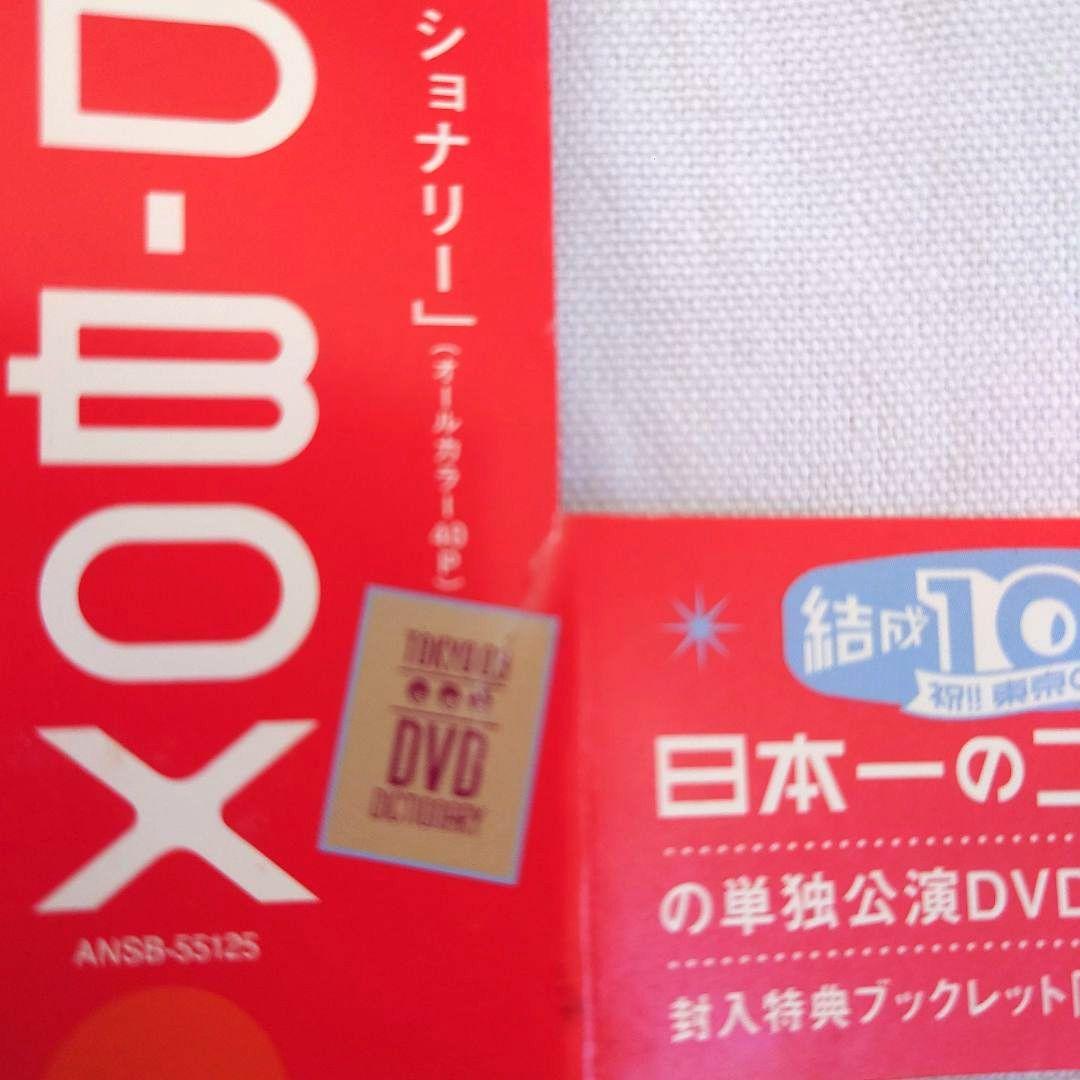 D-BOX
ANSB-55125
ショナリー」(オールカラー40P)
TOKYO 03
DVD
DICTIONARY
結成10
祝!! 東京0
日本一のコ
の単独公演DVD
封入特典ブックレット